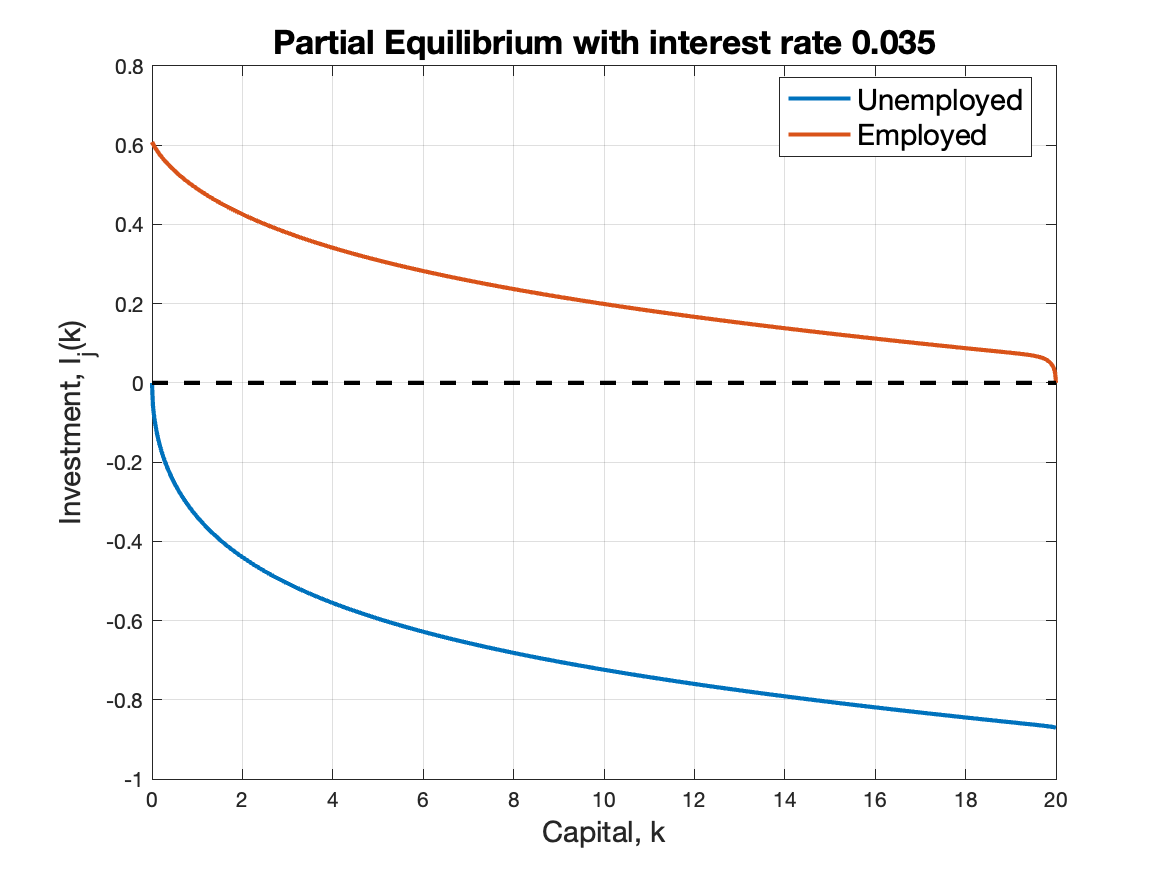 Partial Equilibrium with interest rate 0.035
Unemployed
Employed
0.8
0.6
0.4
0.2
0
-0.2
-0.4
-0.6
-0.8
-1
Investment, I_j(k)
0 2 4 6 8 10 12 14 16 18 20
Capital, k